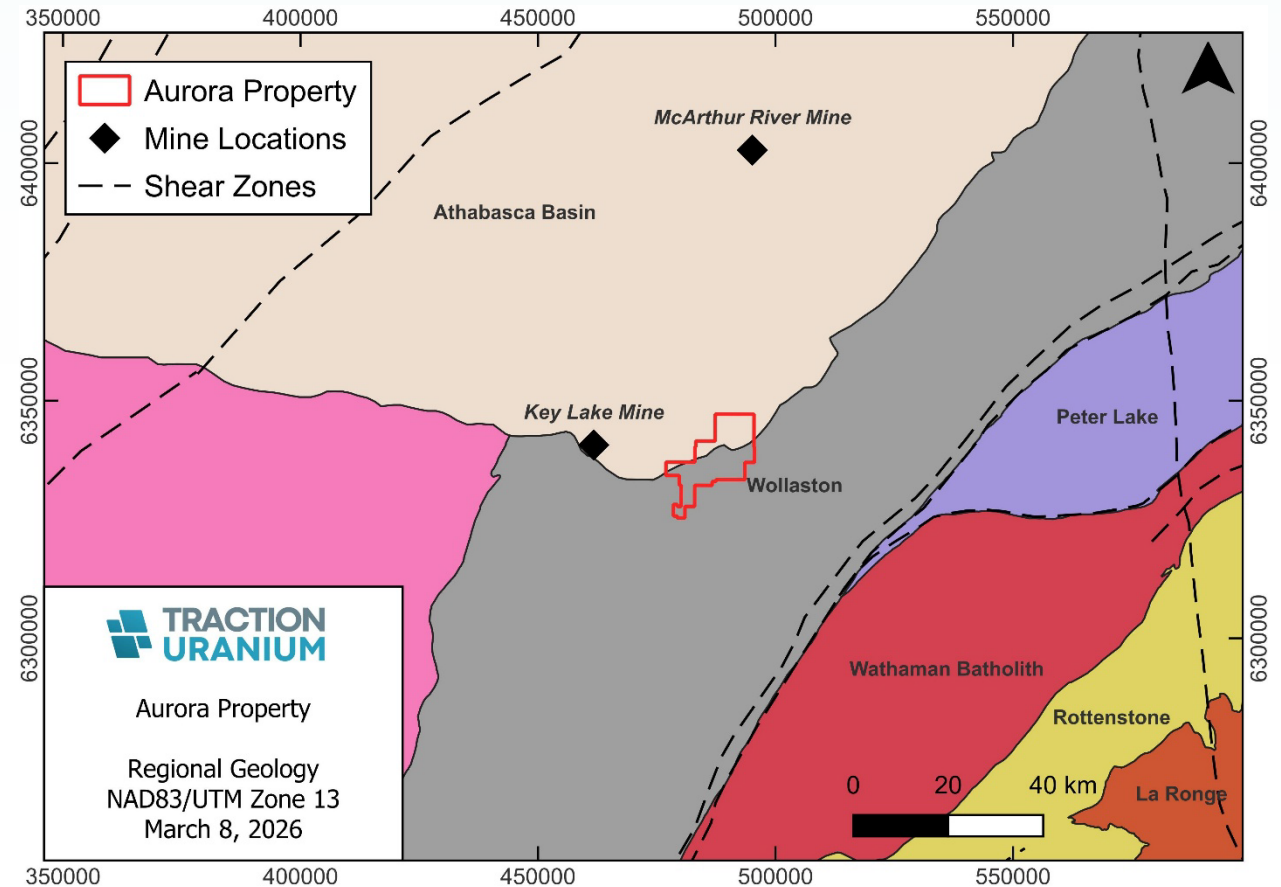 350000 400000 450000 500000 550000
Aurora Property
Mine Locations
Shear Zones
McArthur River Mine
6400000
6400000
Athabasca Basin
Key Lake Mine
6350000
6350000
Peter Lake
Wollaston
6300000
6300000
TRACTION
URANIUM
Aurora Property
Regional Geology
NAD83/UTM Zone 13
March 8, 2026
Wathaman Batholith
Rottenstone
La Ronge
0 20 40 km
350000 400000 450000 500000 550000